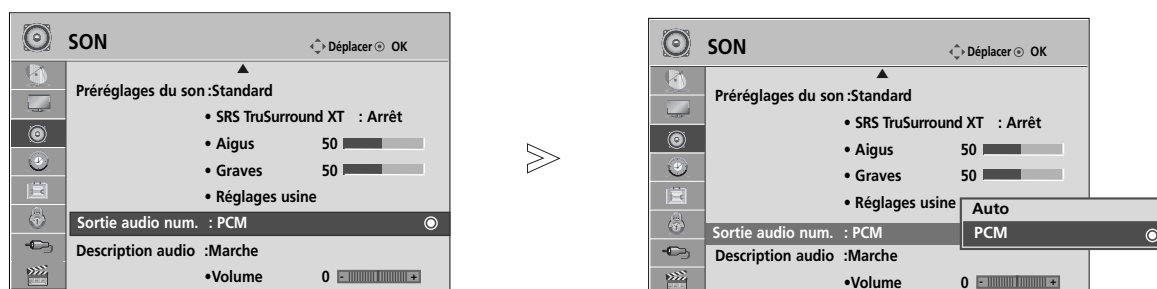 SON
Déplacer OK
Préréglages du son :Standard
• SRS TruSurround XT : Arrêt
• Aigus 50
• Graves 50
• Réglages usine
Sortie audio num. : PCM
Description audio :Marche
•Volume 0 - +
SON
Déplacer OK
Préréglages du son :Standard
• SRS TruSurround XT : Arrêt
• Aigus 50
• Graves 50
• Réglages usine
Auto
Sortie audio num. : PCM
PCM
Description audio :Marche
•Volume 0 - +